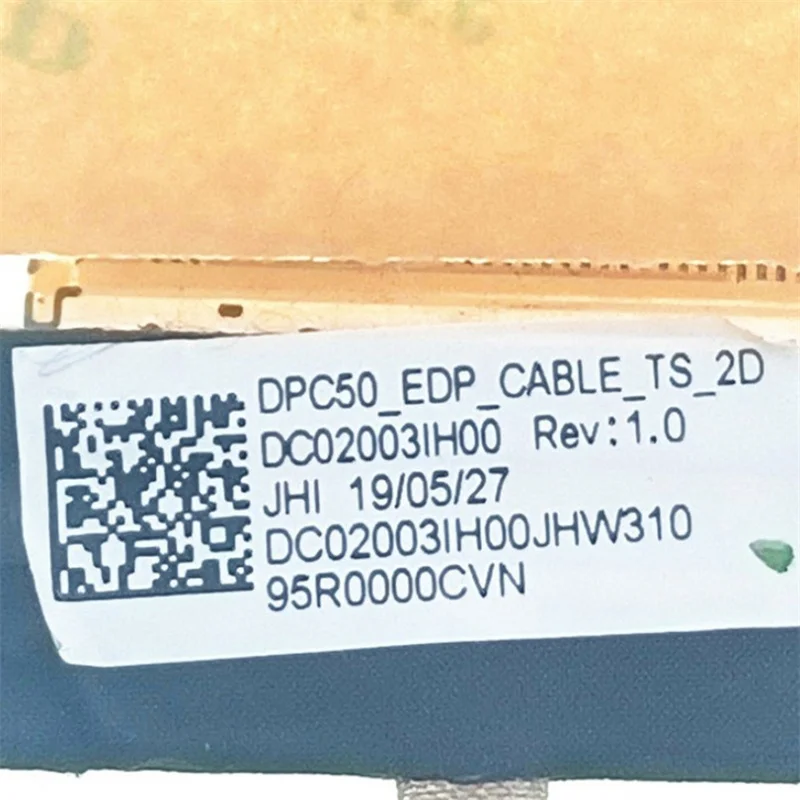 DPC50_EDP_CABLE_TS_2D
DC02003IH00 Rev:1.0
JHI 19/05/27
DC02003IH00JHW310
95R0000CVN